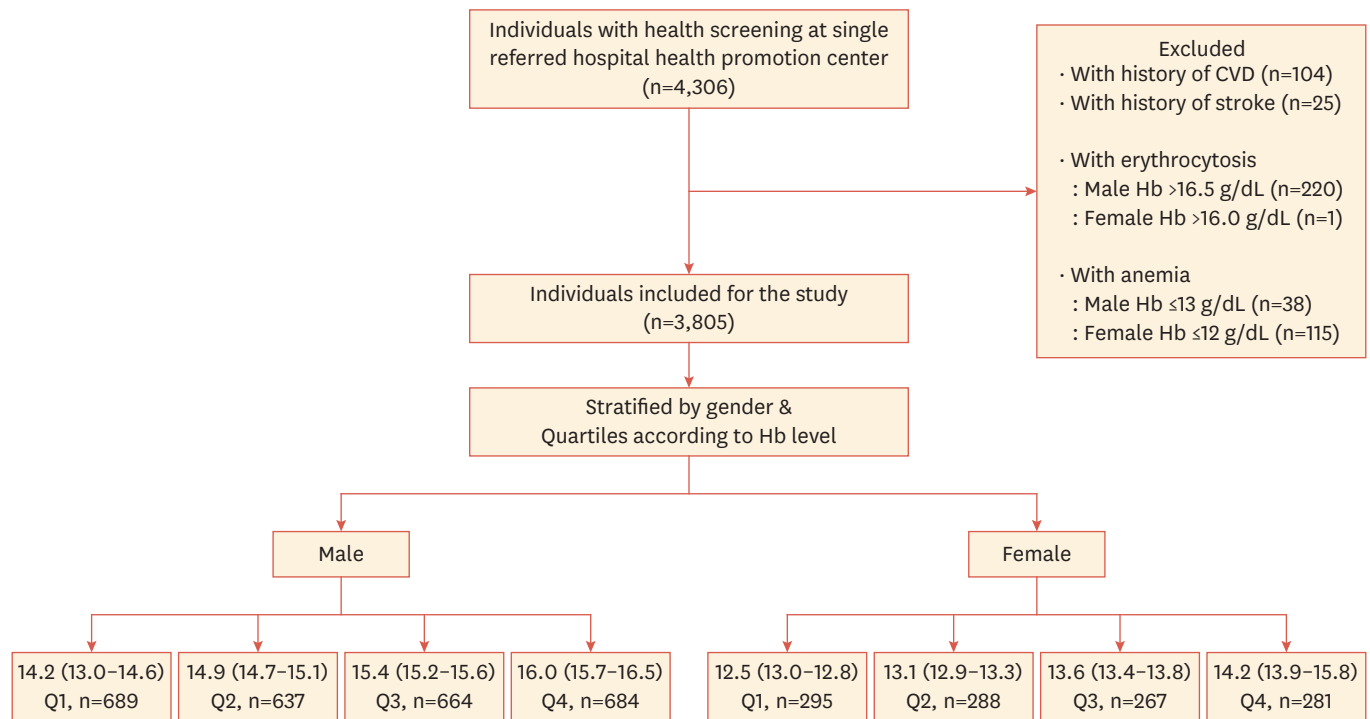 Individuals with health screening at single
referred hospital health promotion center
(n=4,306)
Excluded
· With history of CVD (n=104)
· With history of stroke (n=25)
· With erythrocytosis
: Male Hb >16.5 g/dL (n=220)
: Female Hb >16.0 g/dL (n=1)
· With anemia
: Male Hb ≤13 g/dL (n=38)
: Female Hb ≤12 g/dL (n=115)
Individuals included for the study
(n=3,805)
Stratified by gender &
Quartiles according to Hb level
Male
Female
14.2 (13.0–14.6)
Q1, n=689
14.9 (14.7–15.1)
Q2, n=637
15.4 (15.2–15.6)
Q3, n=664
16.0 (15.7–16.5)
Q4, n=684
12.5 (13.0–12.8)
Q1, n=295
13.1 (12.9–13.3)
Q2, n=288
13.6 (13.4–13.8)
Q3, n=267
14.2 (13.9–15.8)
Q4, n=281